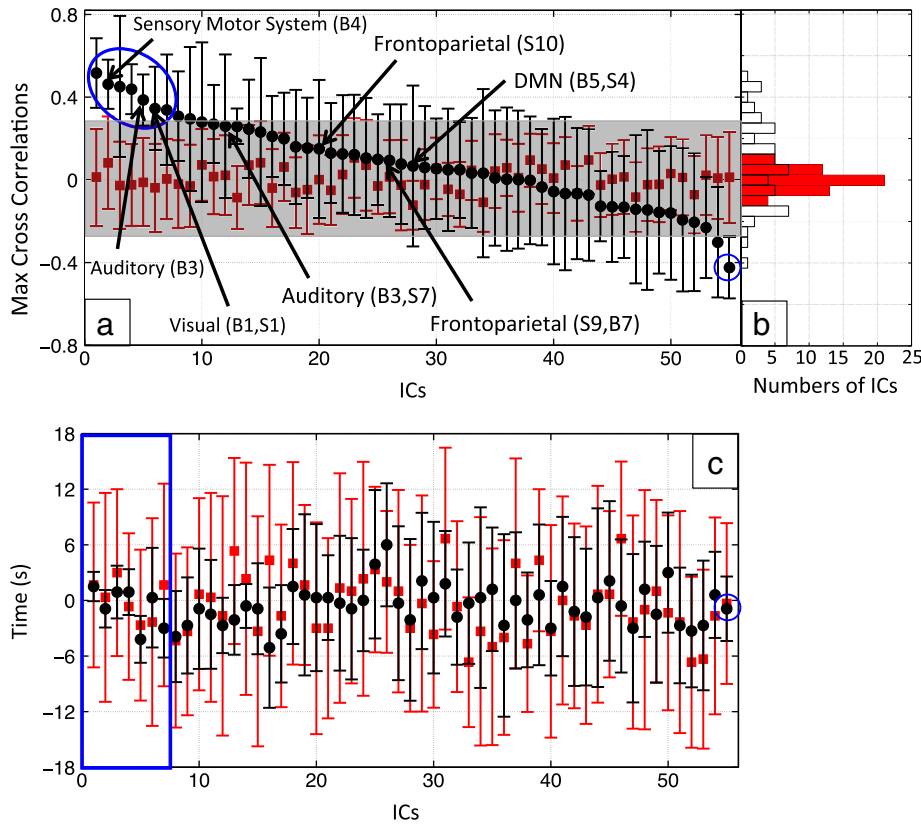 0.8
0.4
0
−0.4
−0.8
Max Cross Correlations
Sensory Motor System (B4)
Frontoparietal (S10)
DMN (B5,S4)
Auditory (B3)
Visual (B1,S1)
Auditory (B3,S7)
Frontoparietal (S9,B7)
a
b
0 10 20 30 40 50
ICs
0 5 10 15 20 25
Numbers of ICs
18
12
6
0
−6
−12
−18
Time (s)
c
0 10 20 30 40 50
ICs